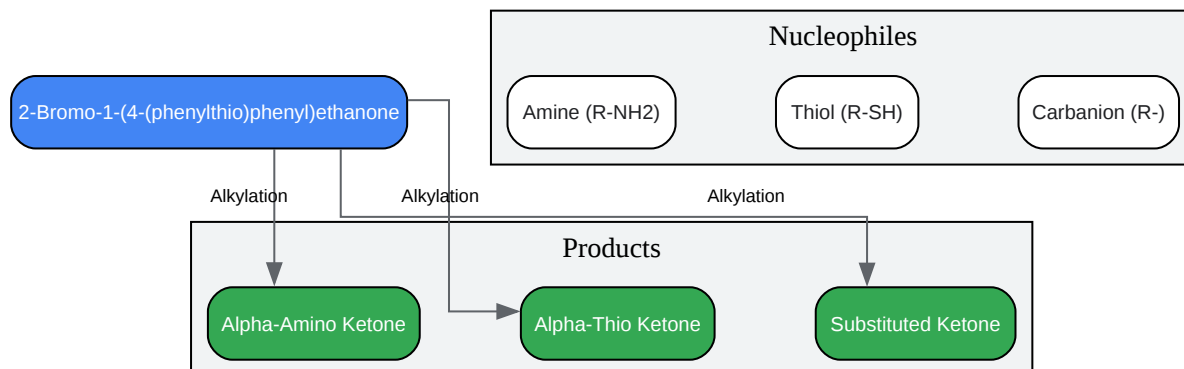 Nucleophiles
2-Bromo-1-(4-(phenylthio)phenyl)ethanone
Amine (R-NH2)
Thiol (R-SH)
Carbanion (R-)
Alkylation
Alkylation
Alkylation
Products
Alpha-Amino Ketone
Alpha-Thio Ketone
Substituted Ketone